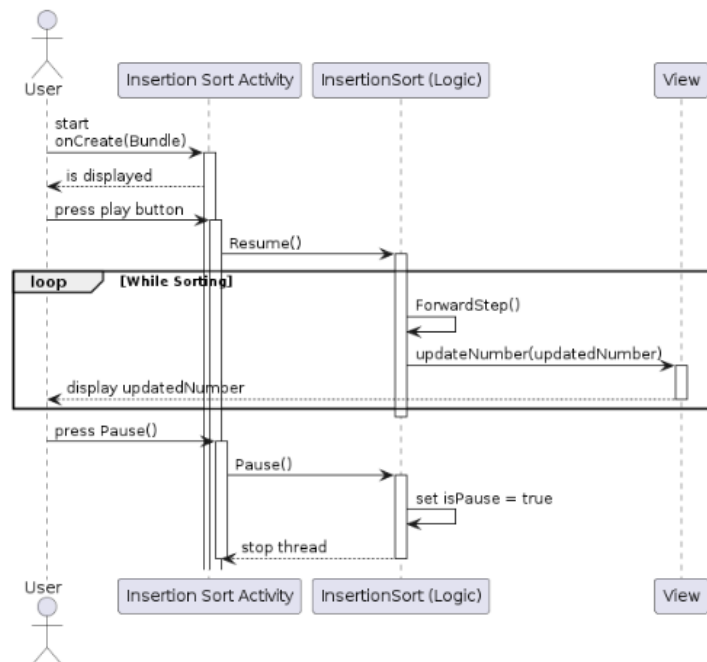 User
Insertion Sort Activity
InsertionSort (Logic)
View
start
onCreate(Bundle)
is displayed
press play button
Resume()
loop
[While Sorting]
ForwardStep()
updateNumber(updatedNumber)
display updatedNumber
press Pause()
Pause()
set isPause = true
stop thread
User
Insertion Sort Activity
InsertionSort (Logic)
View